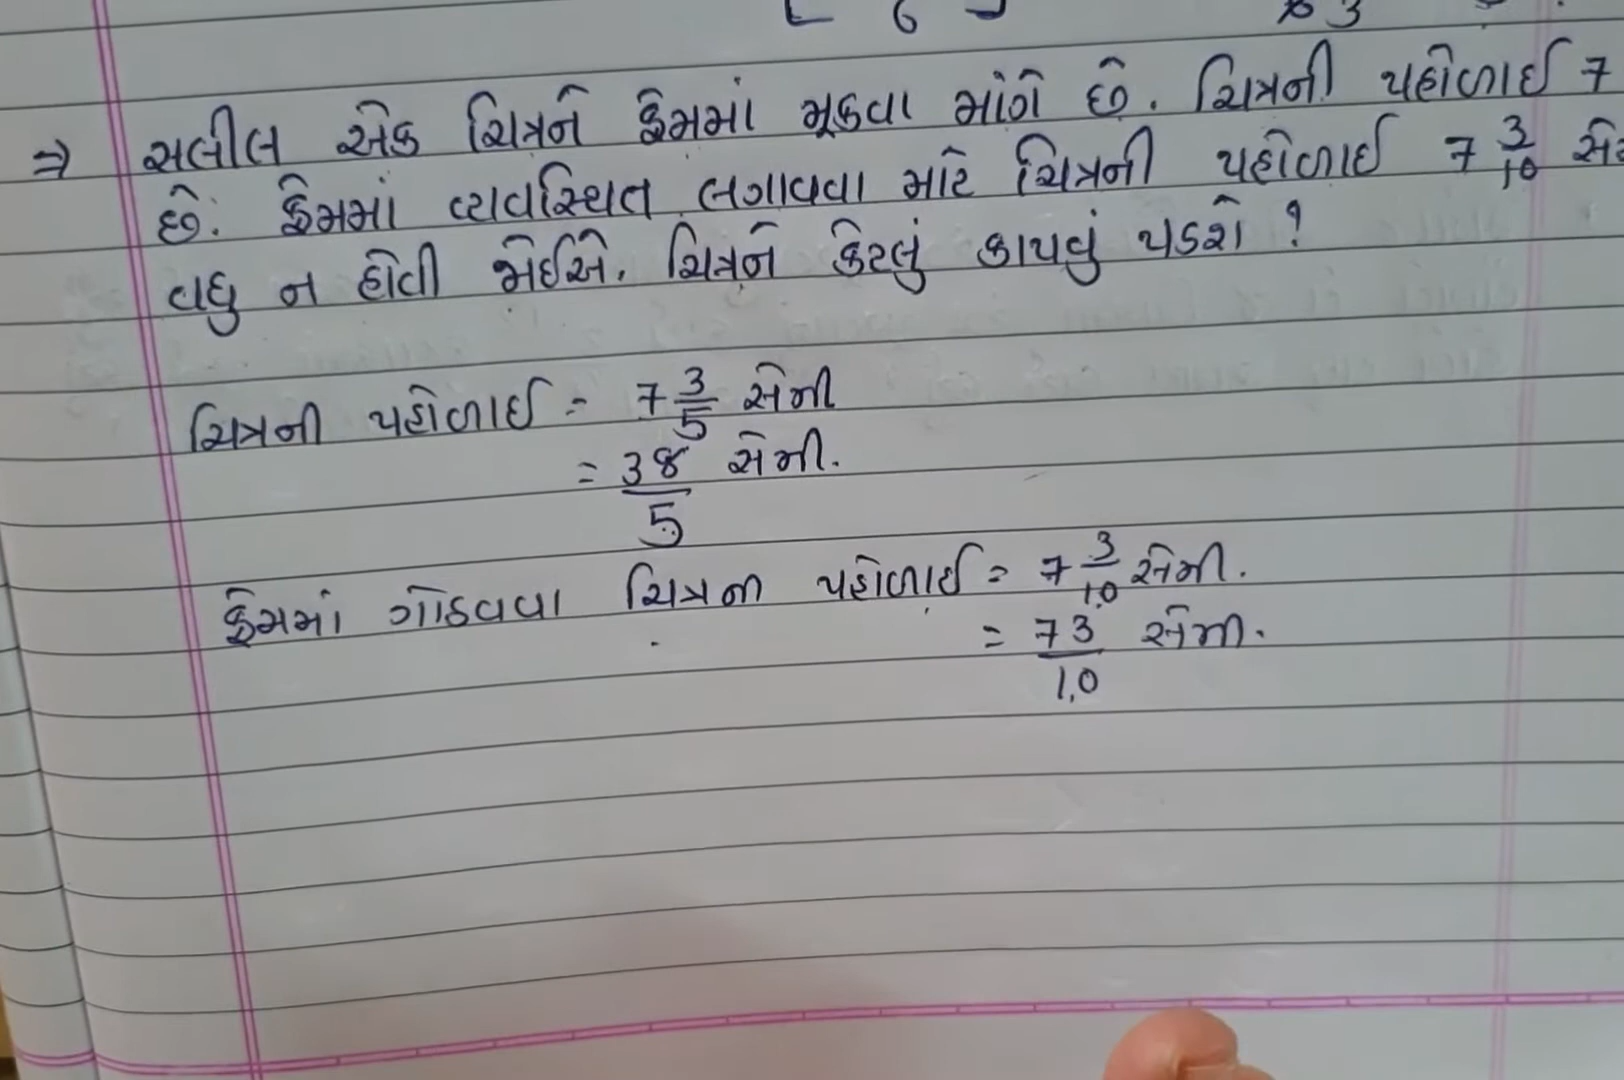 [ 6 ] 3
⇒ સલીલ એક ચિત્રને ફ્રેમમાં મૂકવા માંગે છે. ચિત્રની પહોળાઈ 7
છે. ફ્રેમમાં વ્યવસ્થિત લગાવવા માટે ચિત્રની પહોળાઈ 7 3/10 સે
વધુ ન હોવી જોઈએ. ચિત્રને કેટલું કાપવું પડશે ?
ચિત્રની પહોળાઈ = 7 3/5 સેમી
= 38/5 સેમી.
ફ્રેમમાં ગોઠવવા ચિત્રની પહોળાઈ = 7 3/10 સેમી.
= 73/10 સેમી.